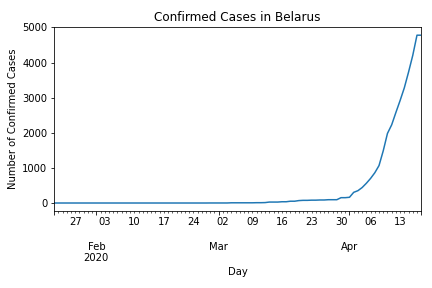 Confirmed Cases in Belarus
Number of Confirmed Cases
5000
4000
3000
2000
1000
0
27 03 10 17 24 02 09 16 23 30 06 13
Feb Mar Apr
2020
Day